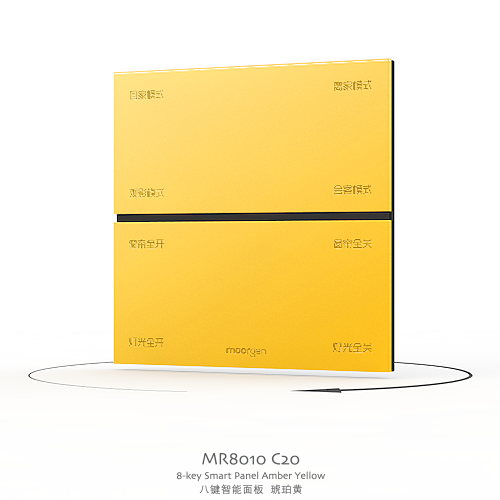 回家模式 离家模式
观影模式 会客模式
窗帘全开 窗帘全关
灯光全开 moorgen 灯光全关
MR8010 C20
8-key Smart Panel Amber Yellow
八键智能面板 琥珀黄